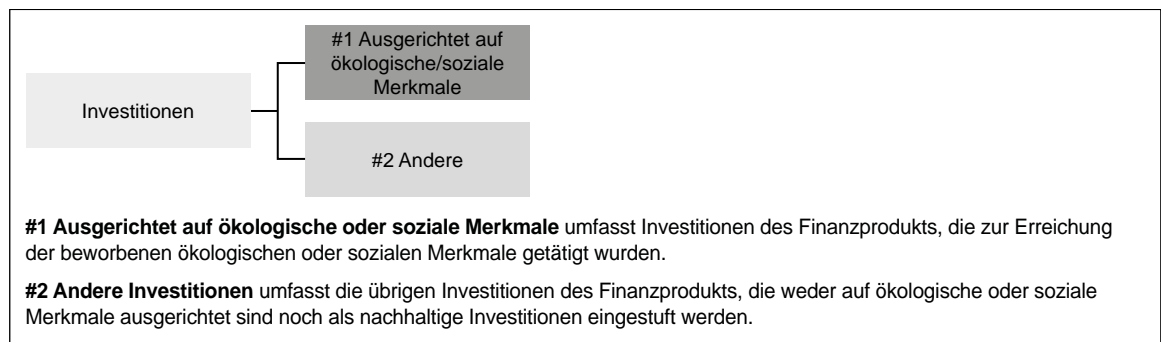 #1 Ausgerichtet auf
ökologische/soziale
Merkmale
Investitionen
#2 Andere
#1 Ausgerichtet auf ökologische oder soziale Merkmale umfasst Investitionen des Finanzprodukts, die zur Erreichung
der beworbenen ökologischen oder sozialen Merkmale getätigt wurden.
#2 Andere Investitionen umfasst die übrigen Investitionen des Finanzprodukts, die weder auf ökologische oder soziale
Merkmale ausgerichtet sind noch als nachhaltige Investitionen eingestuft werden.